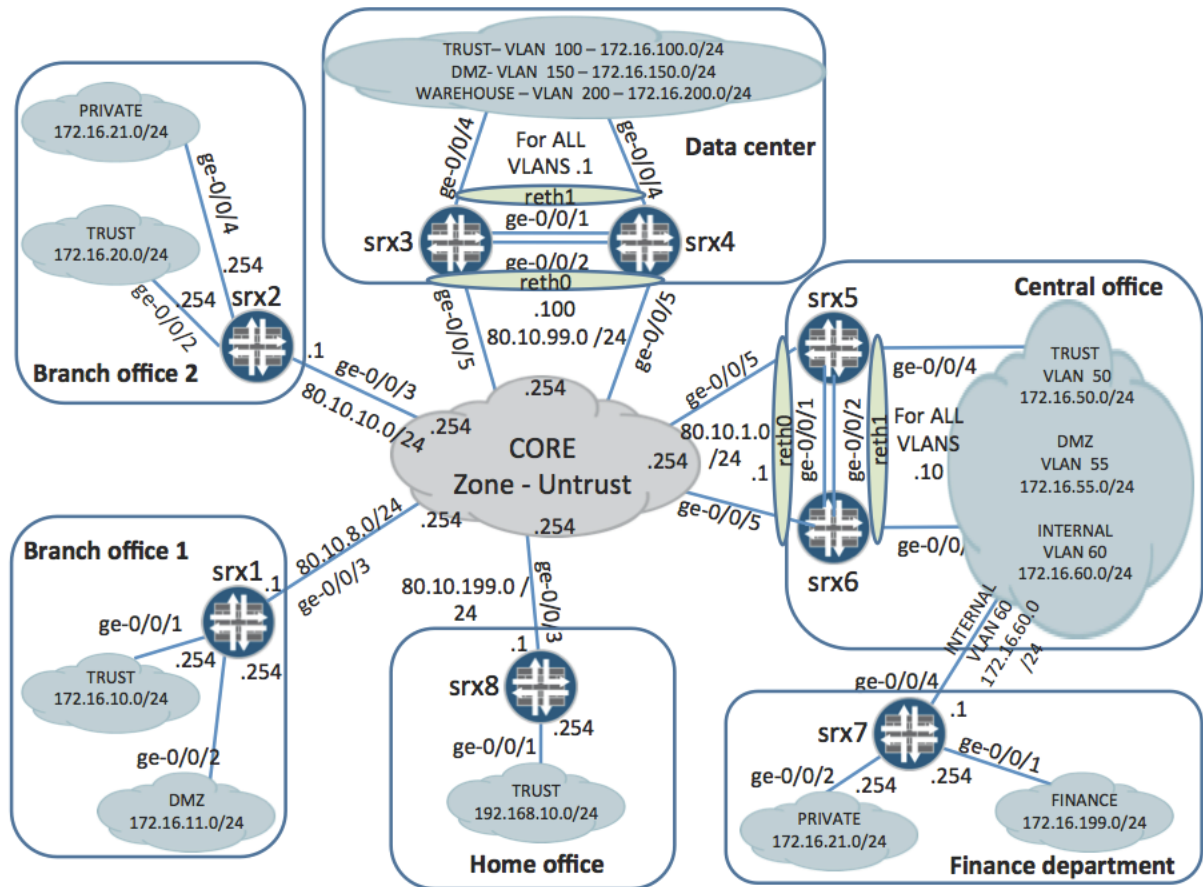 TRUST– VLAN 100 – 172.16.100.0/24
DMZ- VLAN 150 – 172.16.150.0/24
WAREHOUSE – VLAN 200 – 172.16.200.0/24
For ALL
VLANS .1
Data center
ge-0/0/4
ge-0/0/4
reth1
ge-0/0/1
srx3
srx4
ge-0/0/2
reth0
.100
80.10.99.0 /24
ge-0/0/5
ge-0/0/5
PRIVATE
172.16.21.0/24
ge-0/0/4
TRUST
172.16.20.0/24
.254
.254
srx2
ge-0/0/2
Branch office 2
.1
ge-0/0/3
80.10.10.0/24
.254
.254
CORE
Zone - Untrust
.254
.254
.254
srx5
Central office
ge-0/0/5
ge-0/0/4
80.10.1.0
/24
.1
reth0
ge-0/0/1
ge-0/0/2
reth1
For ALL
VLANS
.10
TRUST
VLAN 50
172.16.50.0/24
DMZ
VLAN 55
172.16.55.0/24
INTERNAL
VLAN 60
172.16.60.0/24
ge-0/0/5
ge-0/0/
srx6
Branch office 1
srx1
.1
80.10.8.0/24
ge-0/0/3
ge-0/0/1
.254
.254
TRUST
172.16.10.0/24
ge-0/0/2
DMZ
172.16.11.0/24
80.10.199.0 /
24
ge-0/0/3
.1
srx8
.254
ge-0/0/1
TRUST
192.168.10.0/24
Home office
INTERNAL
VLAN 60
172.16.60.0
/24
ge-0/0/4
.1
srx7
ge-0/0/2
.254
.254
ge-0/0/1
PRIVATE
172.16.21.0/24
FINANCE
172.16.199.0/24
Finance department